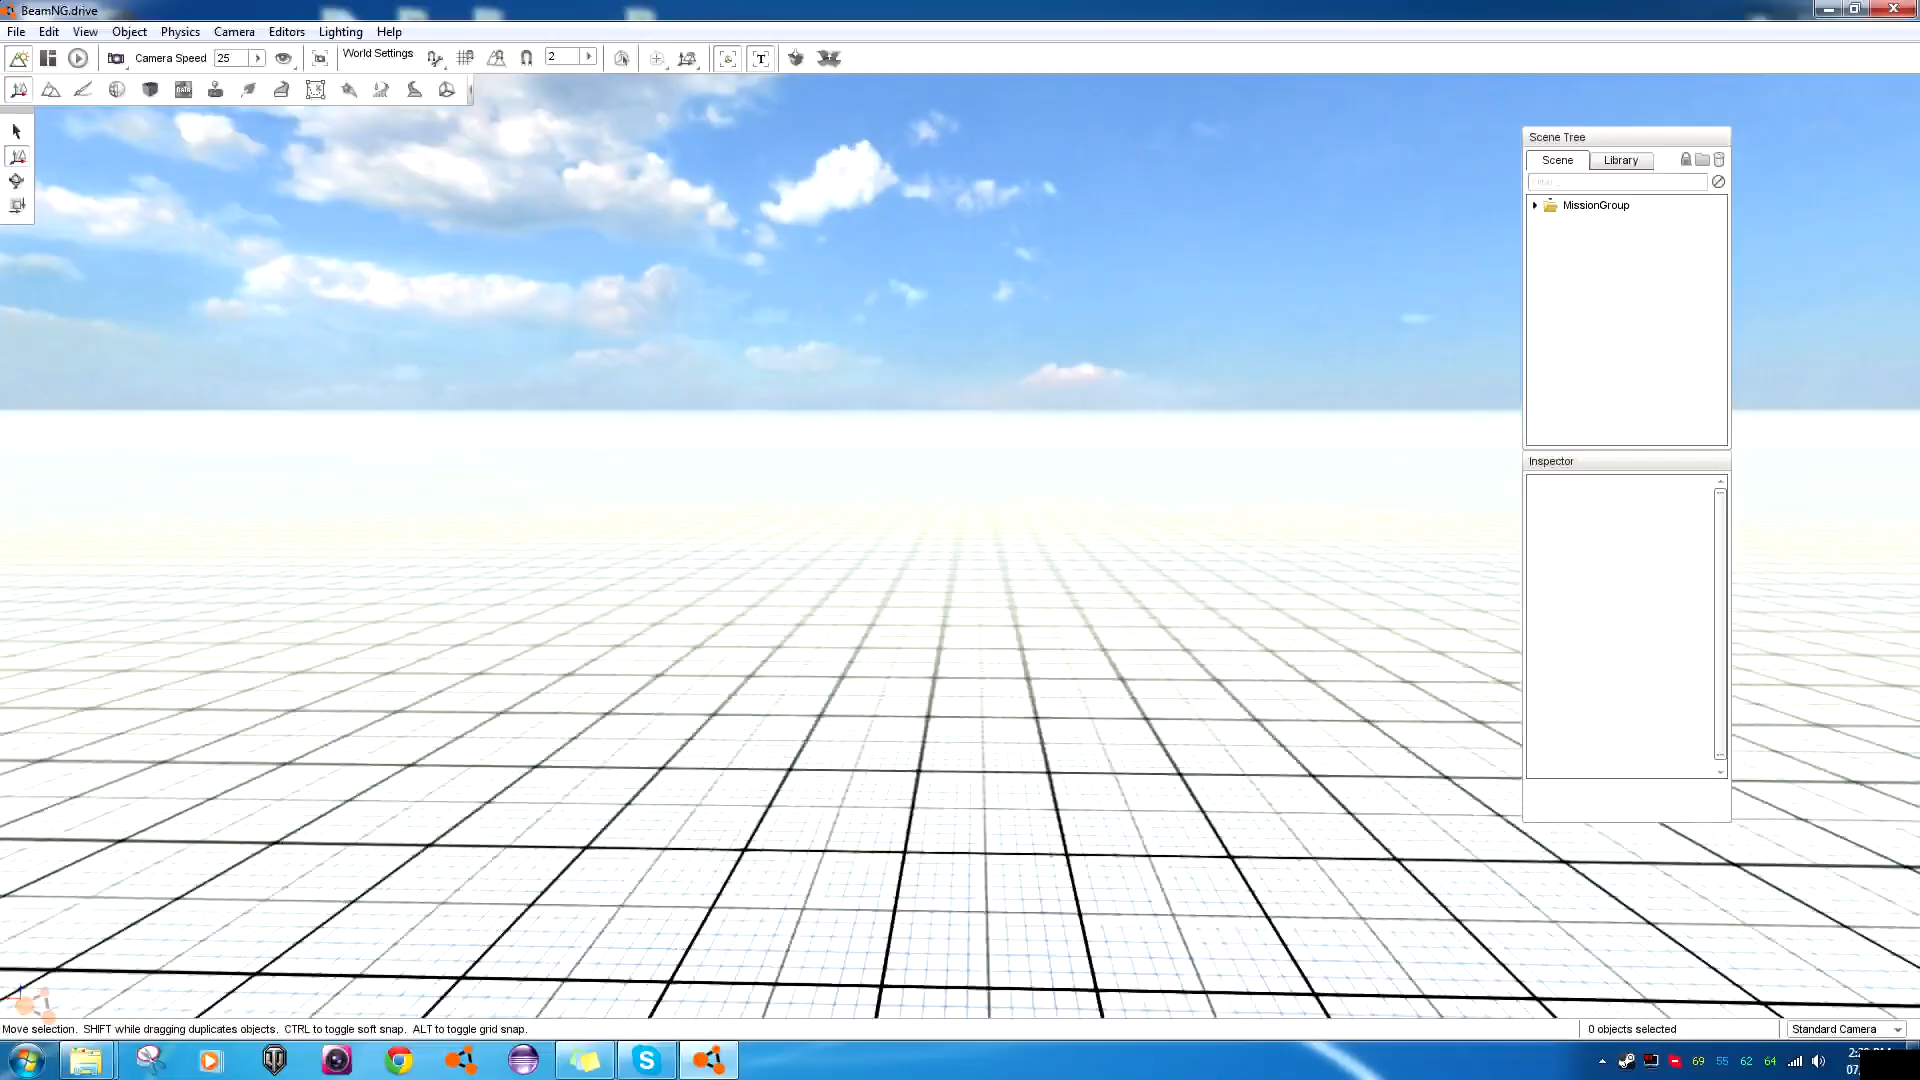 BeamNG.drive
File Edit View Object Physics Camera Editors Lighting Help
Camera Speed 25 World Settings 2 T
DATA
Scene Tree
Scene Library
MissionGroup
Inspector
Move selection. SHIFT while dragging duplicates objects. CTRL to toggle soft snap. ALT to toggle grid snap.
0 objects selected
Standard Camera
S
69 55 62 64